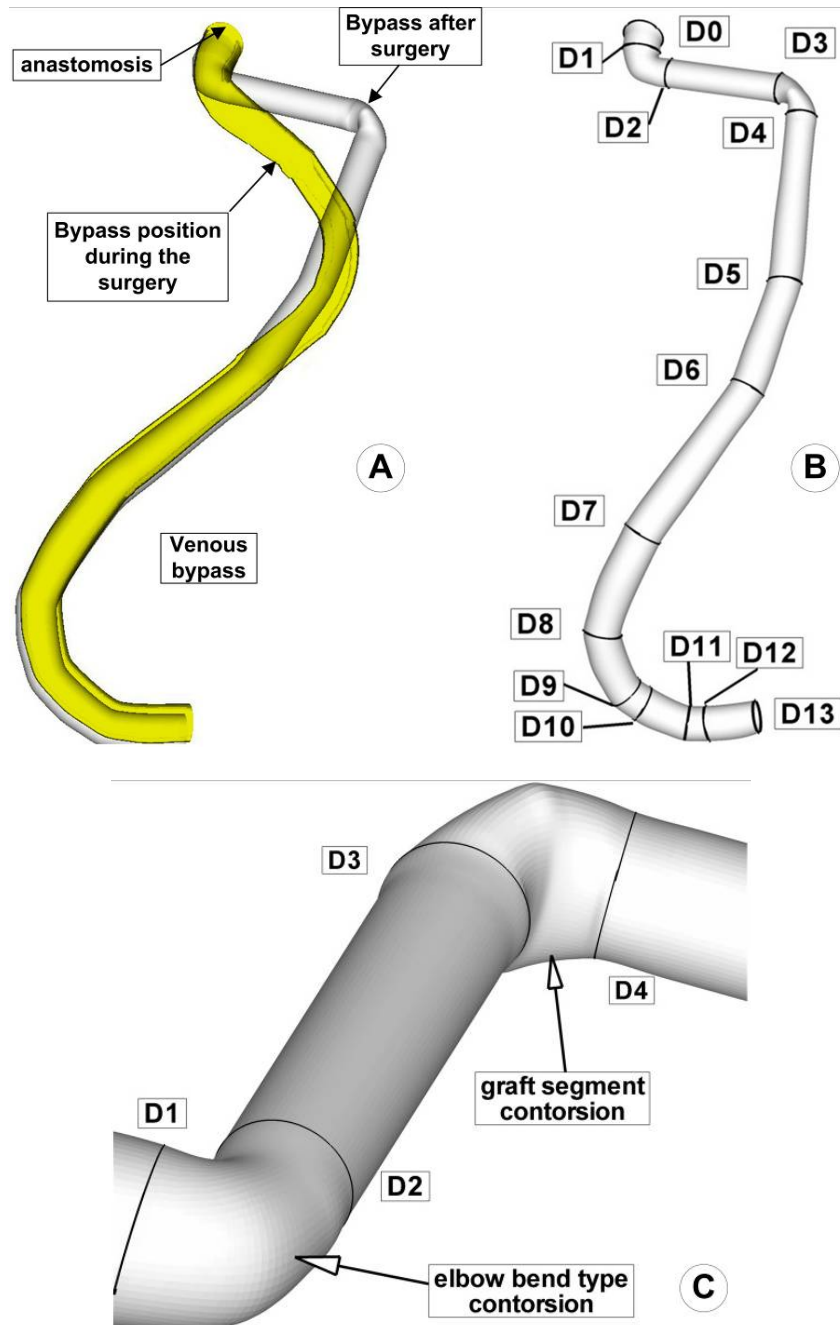 Bypass after
surgery
anastomosis
Bypass position
during the
surgery
A
Venous
bypass
D0
D1
D3
D2
D4
D5
D6
B
D7
D8
D11
D12
D9
D10
D13
D3
D4
graft segment
contorsion
D1
D2
elbow bend type
contorsion
C